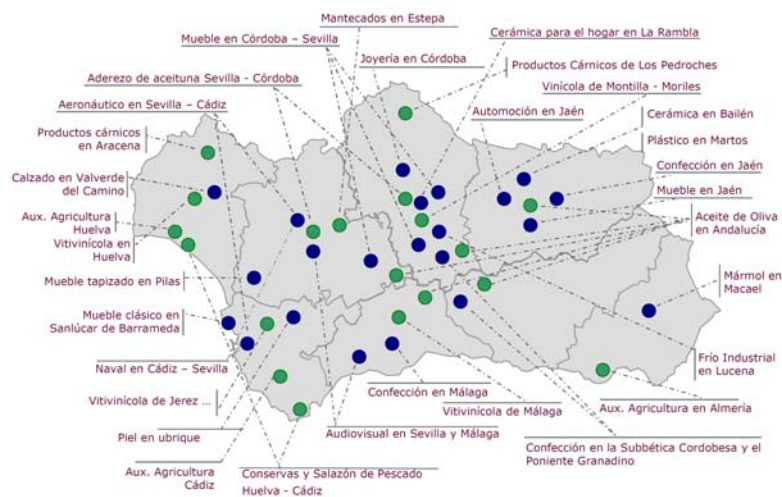 Mantecados en Estepa
Mueble en Córdoba – Sevilla
Cerámica para el hogar en La Rambla
Joyería en Córdoba
Productos Cárnicos de Los Pedroches
Aderezo de aceituna Sevilla - Córdoba
Vinícola de Montilla - Moriles
Aeronáutico en Sevilla – Cádiz
Automoción en Jaén
Cerámica en Bailén
Productos cárnicos
en Aracena
Plástico en Martos
Confección en Jaén
Calzado en Valverde
del Camino
Mueble en Jaén
Aux. Agricultura
Huelva
Aceite de Oliva
en Andalucía
Vitivinícola en
Huelva
Mueble tapizado en Pilas
Mármol en
Macael
Mueble clásico en
Sanlúcar de Barrameda
Naval en Cádiz – Sevilla
Frío Industrial
en Lucena
Confección en Málaga
Vitivinícola de Jerez ...
Vitivinícola de Málaga
Aux. Agricultura en Almería
Piel en ubrique
Audiovisual en Sevilla y Málaga
Confección en la Subbética Cordobesa y el
Poniente Granadino
Aux. Agricultura
Cádiz
Conservas y Salazón de Pescado
Huelva - Cádiz